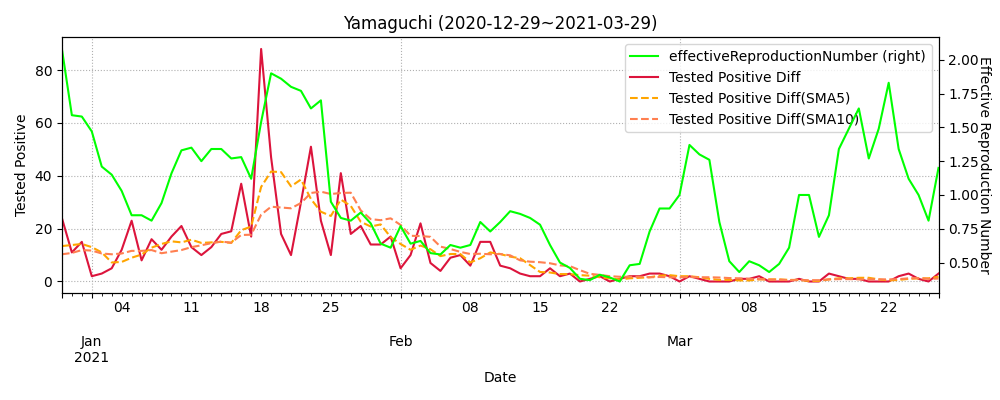 Yamaguchi (2020-12-29~2021-03-29)
effectiveReproductionNumber (right)
Tested Positive Diff
Tested Positive Diff(SMA5)
Tested Positive Diff(SMA10)
Tested Positive
80
60
40
20
0
Effective Reproduction Number
2.00
1.75
1.50
1.25
1.00
0.75
0.50
04
11
18
25
08
15
22
08
15
22
Jan
2021
Feb
Mar
Date